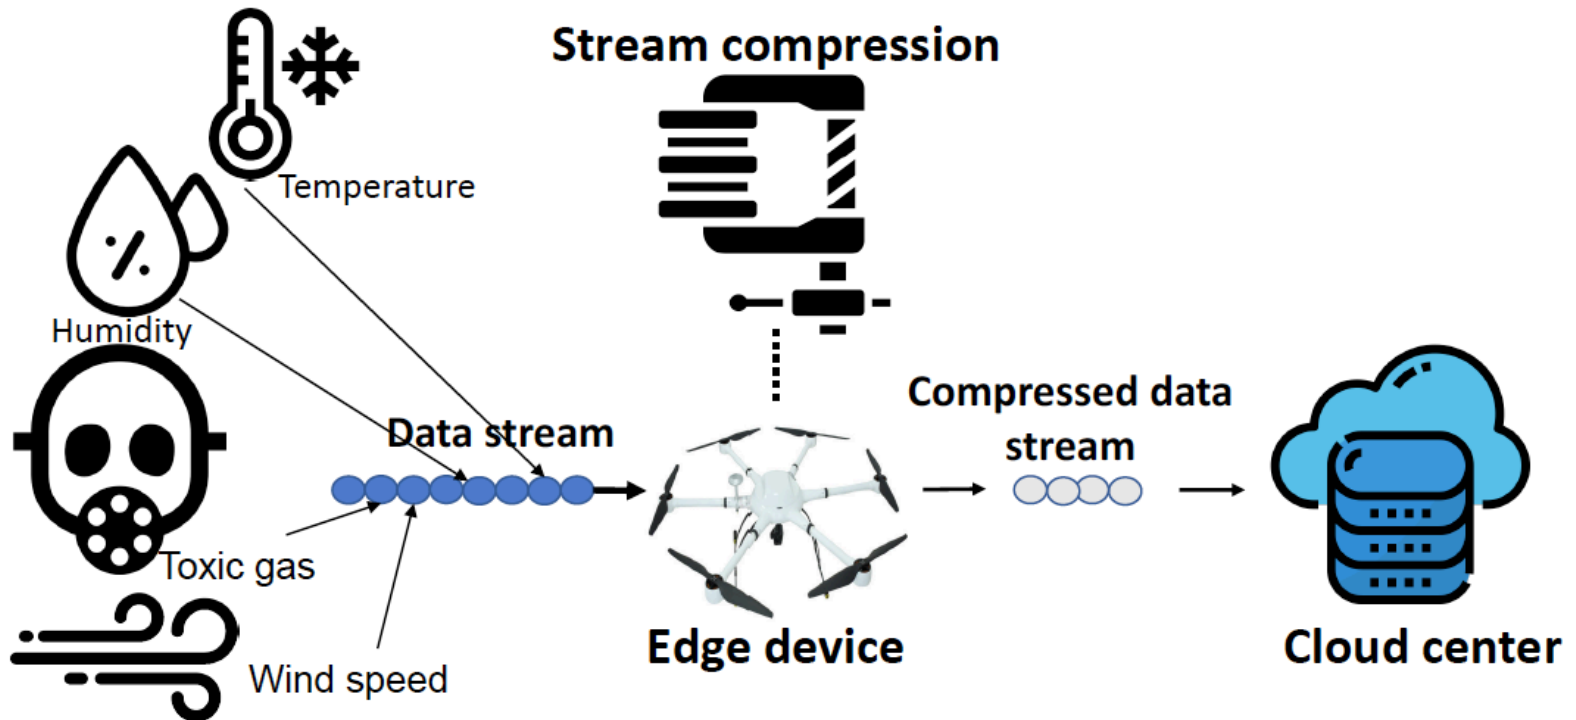 Stream compression
Temperature
Humidity
Data stream
Compressed data
stream
Toxic gas
Wind speed
Edge device
Cloud center